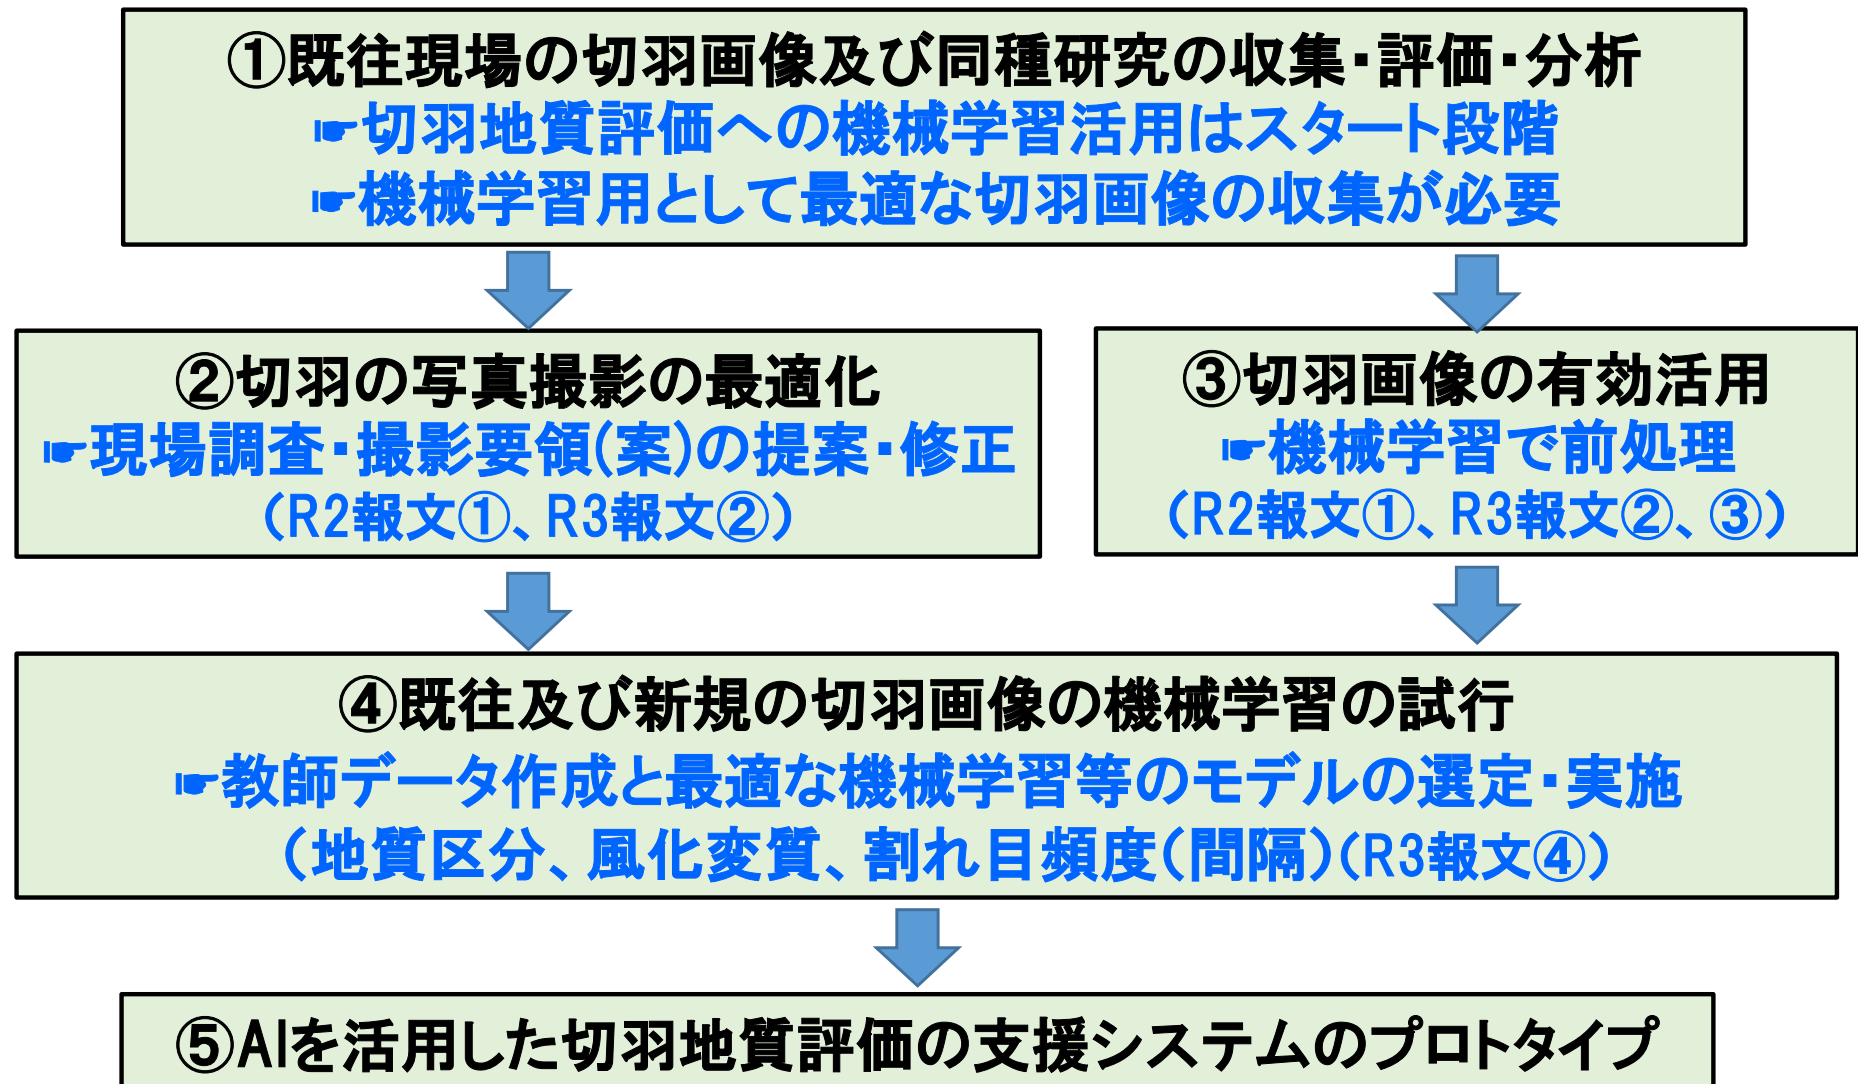 ①既往現場の切羽画像及び同種研究の収集・評価・分析
☛切羽地質評価への機械学習活用はスタート段階
☛機械学習用として最適な切羽画像の収集が必要
②切羽の写真撮影の最適化
☛現場調査・撮影要領(案)の提案・修正
(R2報文①、R3報文②)
③切羽画像の有効活用
☛機械学習で前処理
(R2報文①、R3報文②、③)
④既往及び新規の切羽画像の機械学習の試行
☛教師データ作成と最適な機械学習等のモデルの選定・実施
(地質区分、風化変質、割れ目頻度(間隔)(R3報文④)
⑤AIを活用した切羽地質評価の支援システムのプロトタイプ